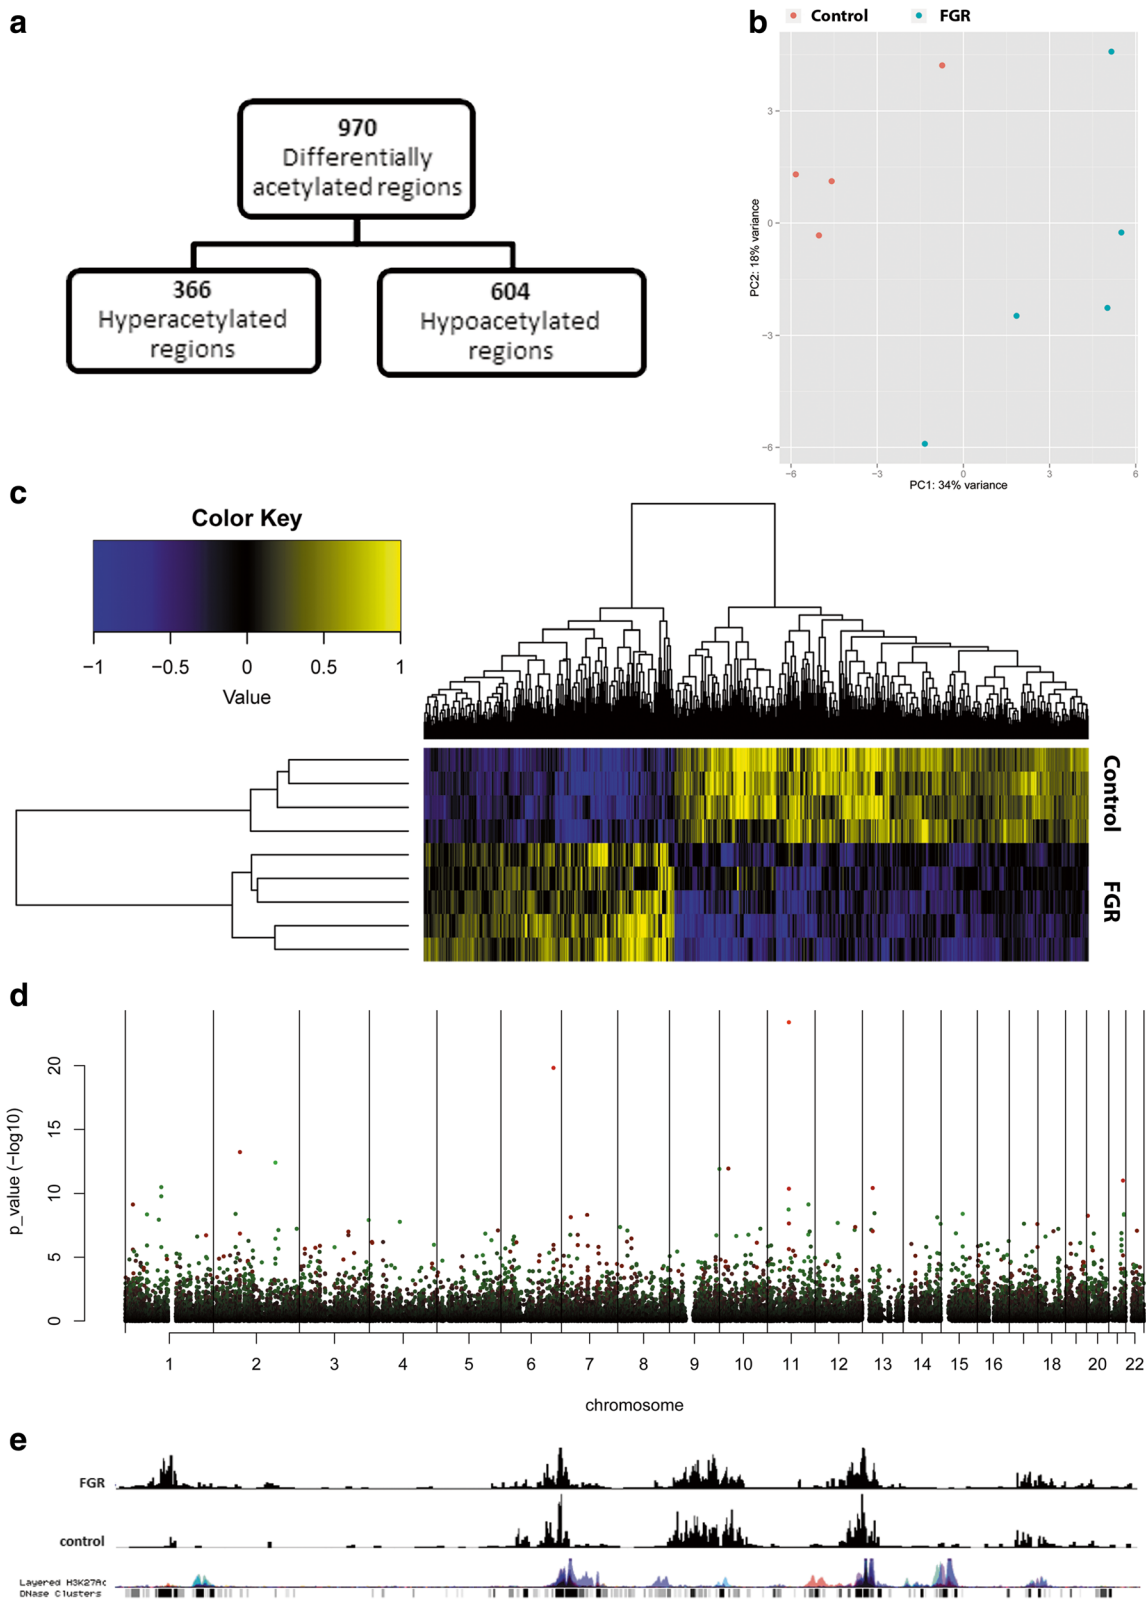 a
970
Differentially
acetylated regions
366
Hyperacetylated
regions
604
Hypoacetylated
regions
b
Control
FGR
3
0
−3
−6
PC2: 18% variance
−6
−3
0
3
6
PC1: 34% variance
c
Color Key
−1
−0.5
0
0.5
1
Value
Control
FGR
d
p_value (−log10)
20
15
10
5
0
1
2
3
4
5
6
7
8
9
10
11
12
13
14
15
16
18
20
22
chromosome
e
FGR
control
Layered H3K27Ac
DNase Clusters